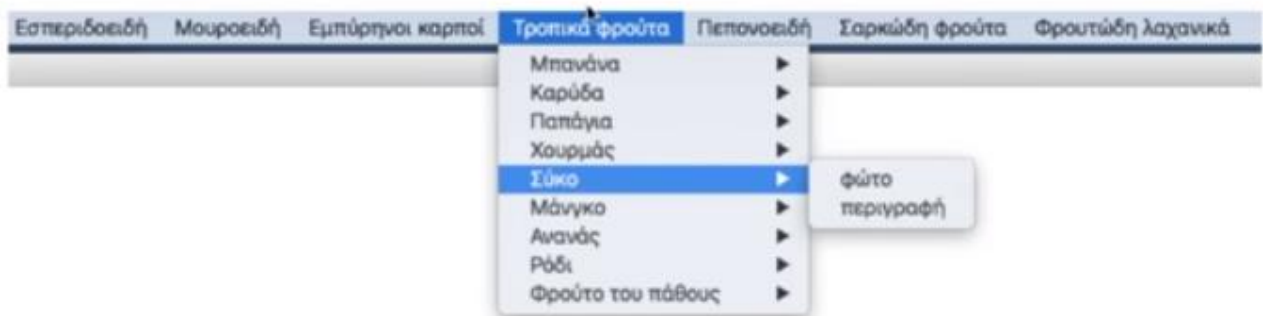 Εσπεριδοειδή Μουροειδή Εμπύρηνοι καρποί Τροπικά φρούτα Πεπονοειδή Σαρκώδη φρούτα Φρουτώδη λαχανικά
Μπανάνα
Καρύδα
Παπάγια
Χουρμάς
Σύκο
φώτο
περιγραφή
Μάνγκο
Ανανάς
Ρόδι
Φρούτο του πάθους